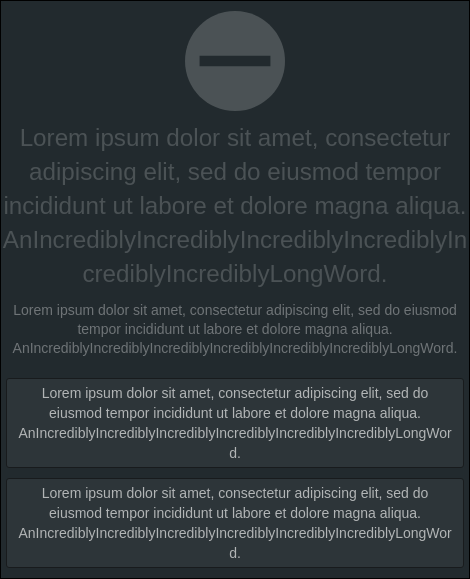 Lorem ipsum dolor sit amet, consectetur
adipiscing elit, sed do eiusmod tempor
incididunt ut labore et dolore magna aliqua.
AnIncrediblyIncrediblyIncrediblyIncrediblyIn
crediblyIncrediblyLongWord.
Lorem ipsum dolor sit amet, consectetur adipiscing elit, sed do eiusmod
tempor incididunt ut labore et dolore magna aliqua.
AnIncrediblyIncrediblyIncrediblyIncrediblyIncrediblyIncrediblyLongWord.
Lorem ipsum dolor sit amet, consectetur adipiscing elit, sed do
eiusmod tempor incididunt ut labore et dolore magna aliqua.
AnIncrediblyIncrediblyIncrediblyIncrediblyIncrediblyIncrediblyLongWor
d.
Lorem ipsum dolor sit amet, consectetur adipiscing elit, sed do
eiusmod tempor incididunt ut labore et dolore magna aliqua.
AnIncrediblyIncrediblyIncrediblyIncrediblyIncrediblyIncrediblyLongWor
d.